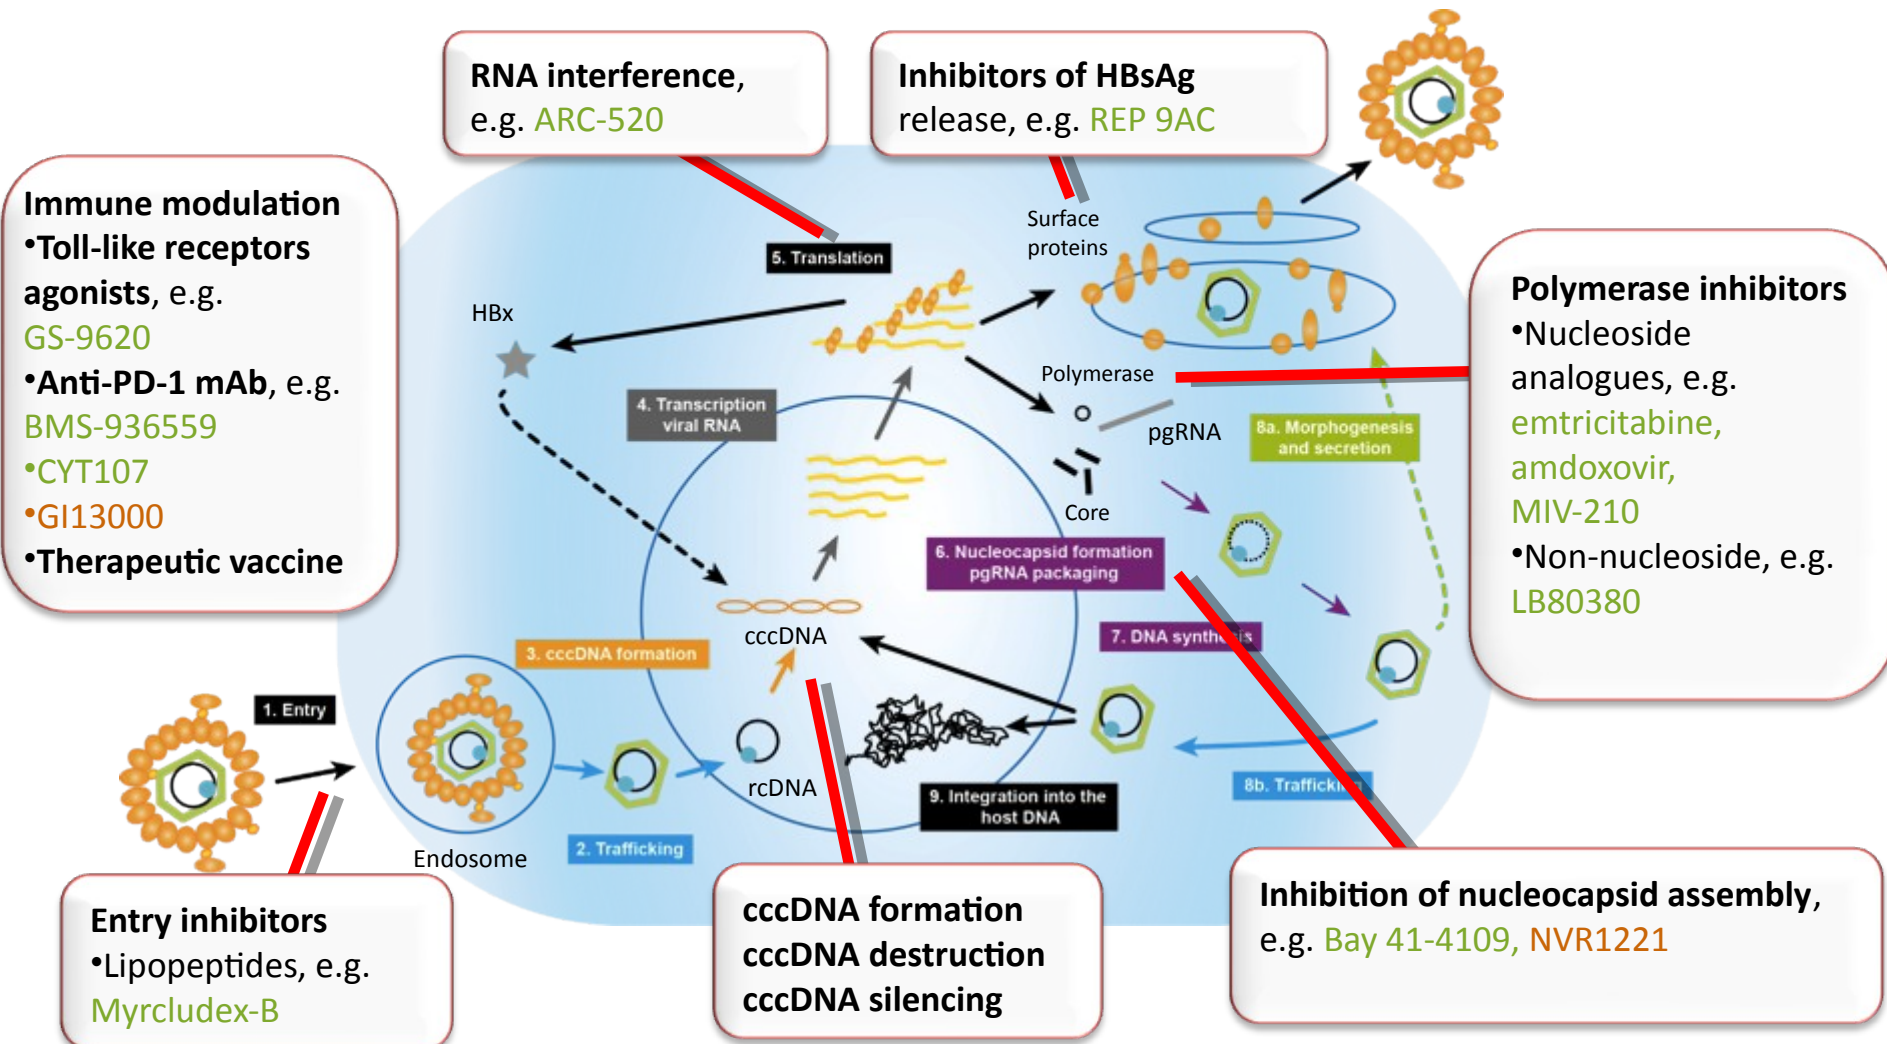 RNA interference,
e.g. ARC-520
Inhibitors of HBsAg
release, e.g. REP 9AC
Immune modulation
•Toll-like receptors
agonists, e.g.
GS-9620
•Anti-PD-1 mAb, e.g.
BMS-936559
•CYT107
•GI13000
•Therapeutic vaccine
Surface
proteins
5. Translation
HBx
Polymerase inhibitors
•Nucleoside
analogues, e.g.
emtricitabine,
amdoxovir,
MIV-210
•Non-nucleoside, e.g.
LB80380
Polymerase
4. Transcription
viral RNA
pgRNA
8a. Morphogenesis
and secretion
Core
6. Nucleocapsid formation
pgRNA packaging
cccDNA
7. DNA synthesis
3. cccDNA formation
1. Entry
rcDNA
8b. Trafficking
9. Integration into the
host DNA
2. Trafficking
Endosome
Entry inhibitors
•Lipopeptides, e.g.
Myrcludex-B
cccDNA formation
cccDNA destruction
cccDNA silencing
Inhibition of nucleocapsid assembly,
e.g. Bay 41-4109, NVR1221